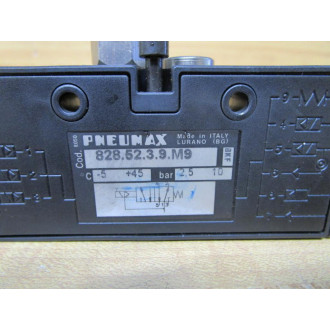 PNEUMAX
Made in ITALY
LURANO (BG)
Cod. 828.52.3.9.M9
°C -5 +45 bar 2,5 10